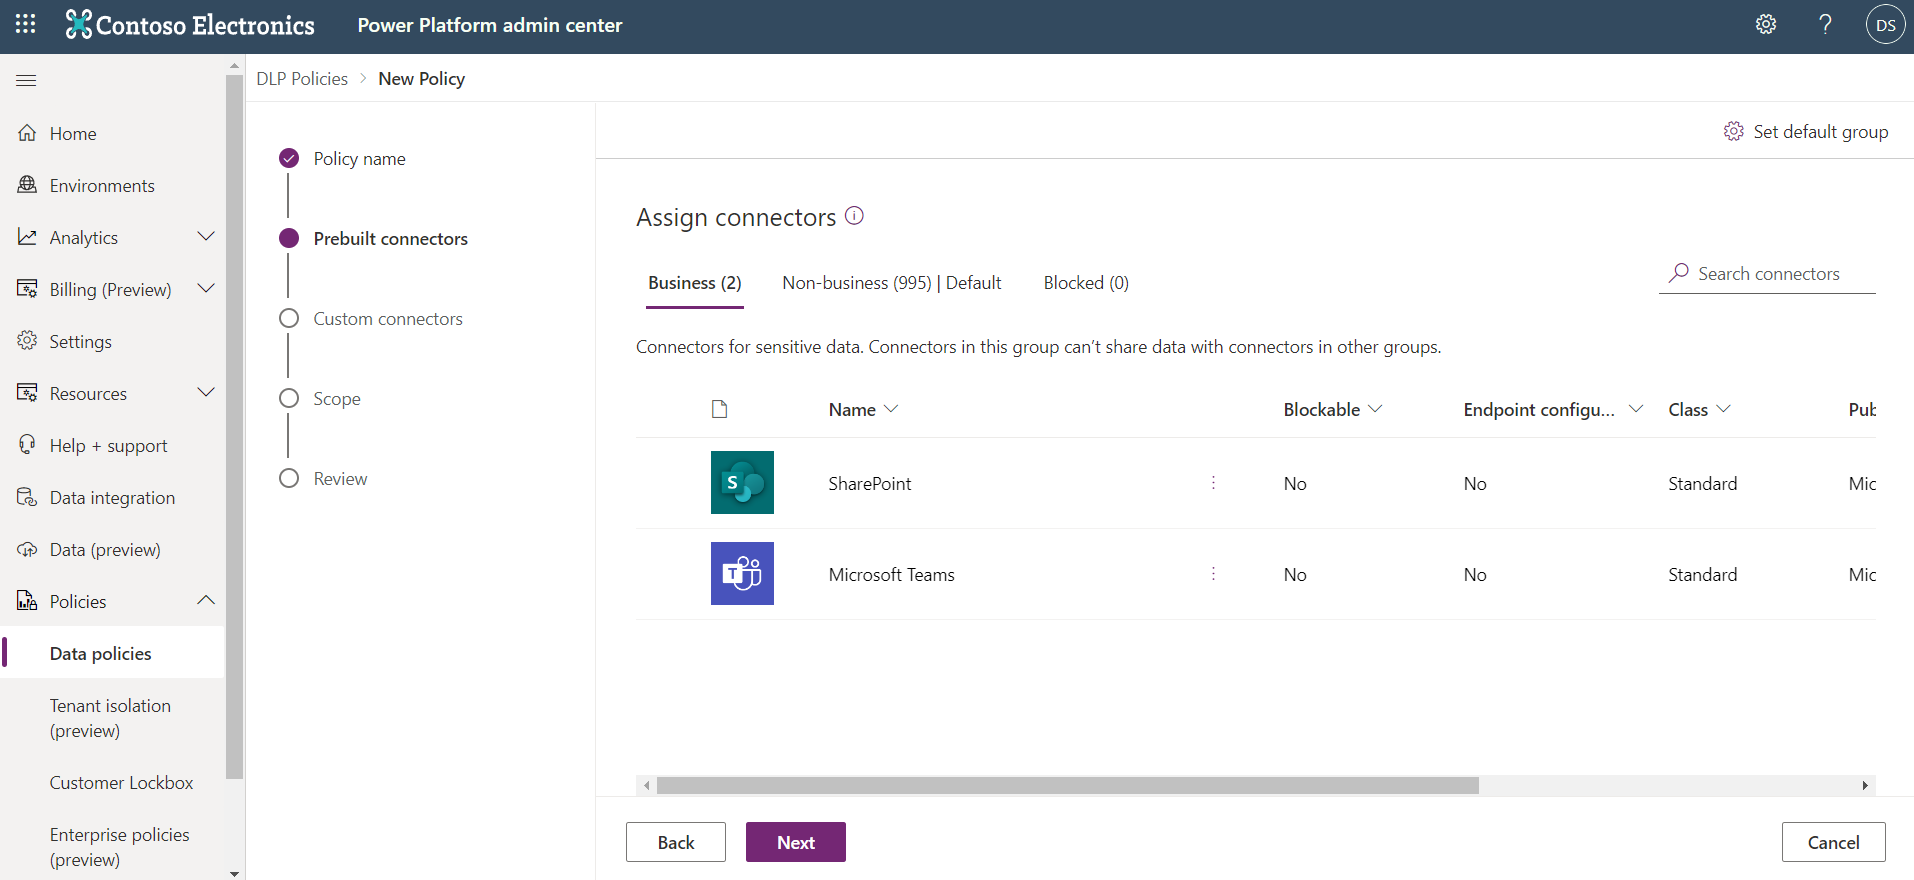 Contoso Electronics
Power Platform admin center
?
DS
DLP Policies > New Policy
Home
Environments
Analytics
Billing (Preview)
Settings
Resources
Help + support
Data integration
Data (preview)
Policies
Data policies
Tenant isolation
(preview)
Customer Lockbox
Enterprise policies
(preview)
Policy name
Prebuilt connectors
Custom connectors
Scope
Review
Set default group
Assign connectors
Business (2)
Non-business (995) | Default
Blocked (0)
Search connectors
Connectors for sensitive data. Connectors in this group can’t share data with connectors in other groups.
Name
Blockable
Endpoint configu...
Class
Pub
S
SharePoint
No
No
Standard
Mic
T
Microsoft Teams
No
No
Standard
Mic
Back
Next
Cancel